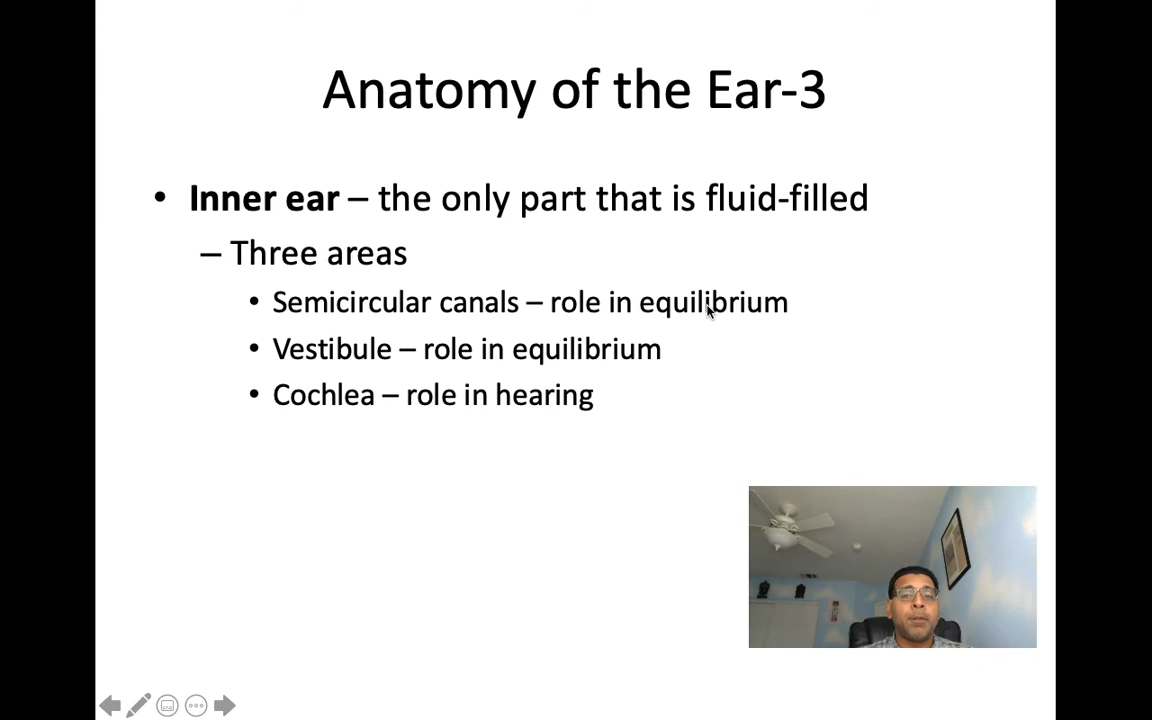 Anatomy of the Ear-3
• Inner ear – the only part that is fluid-filled
– Three areas
• Semicircular canals – role in equilibrium
• Vestibule – role in equilibrium
• Cochlea – role in hearing